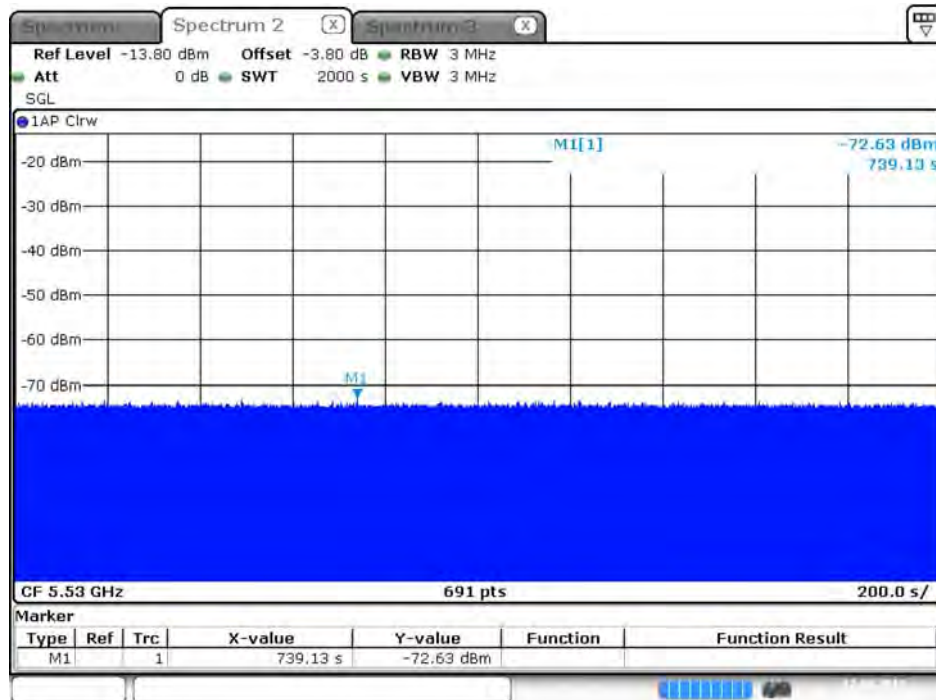 Spectrum 2 X X
Ref Level -13.80 dBm Offset -3.80 dB RBW 3 MHz
Att 0 dB SWT 2000 s VBW 3 MHz
SGL
1AP Clrw
M1[1] -72.63 dBm
739.13 s
-20 dBm
-30 dBm
-40 dBm
-50 dBm
-60 dBm
M1
-70 dBm
CF 5.53 GHz 691 pts 200.0 s/
Marker
Type Ref Trc X-value Y-value Function Function Result
M1 1 739.13 s -72.63 dBm